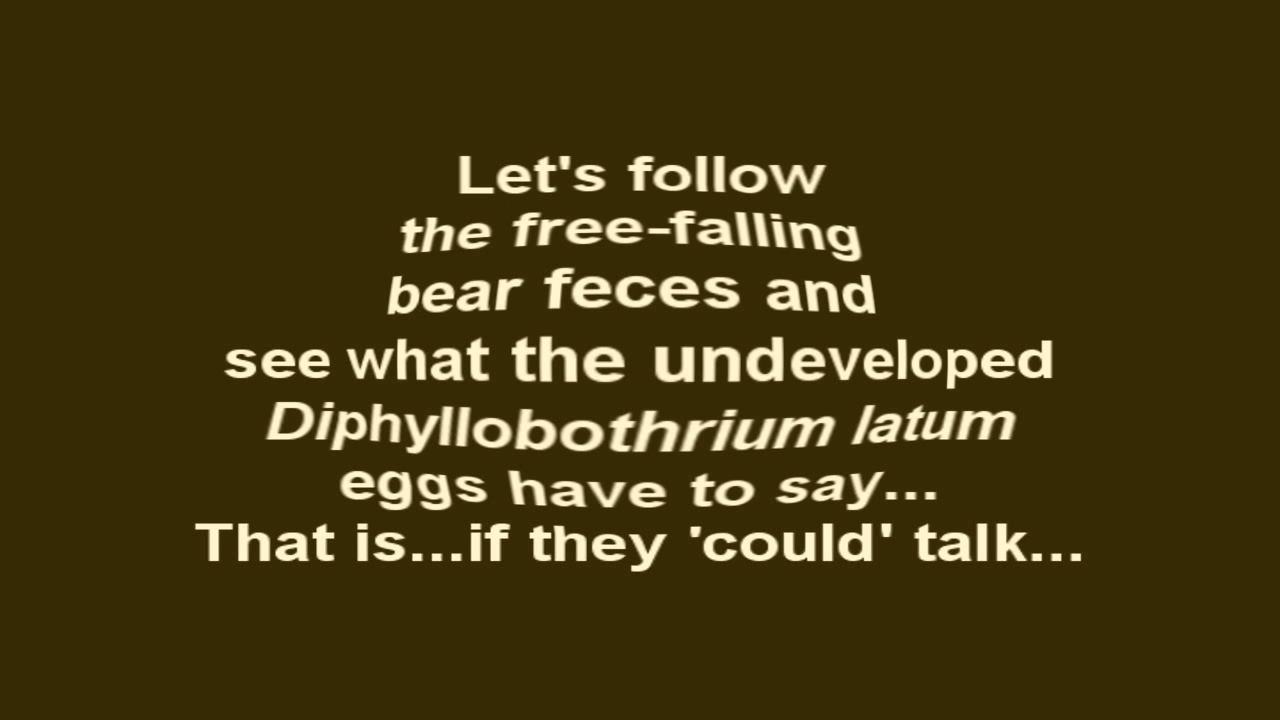 Let's follow
the free-falling
bear feces and
see what the undeveloped
Diphyllobothrium latum
eggs have to say...
That is...if they 'could' talk...